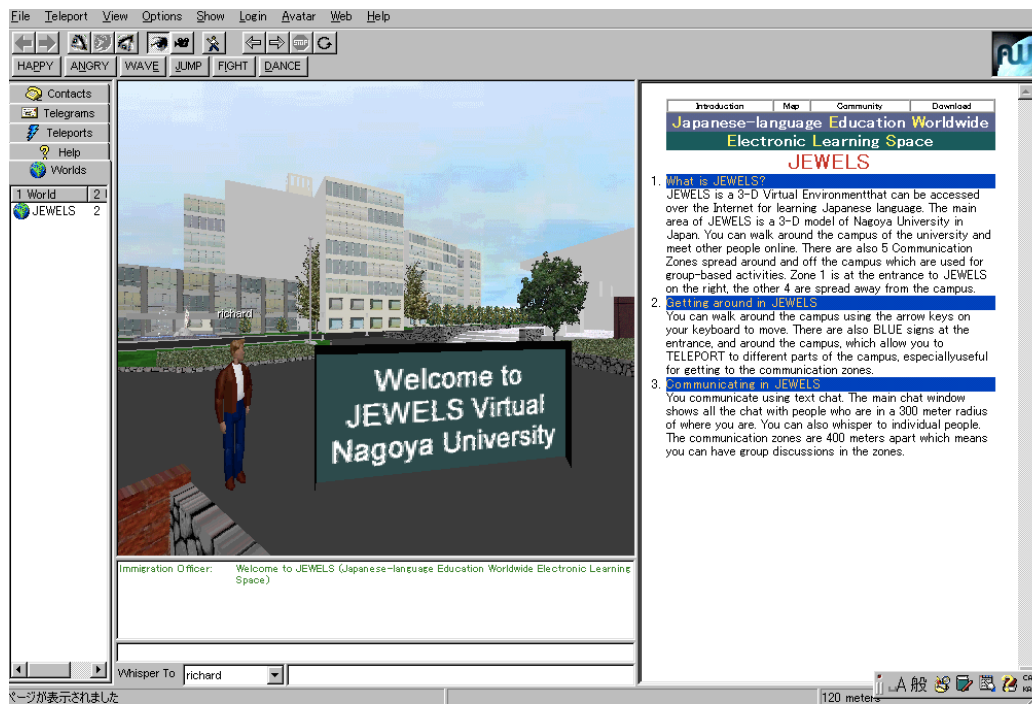 File Teleport View Options Show Login Avatar Web Help
STOP
HAPPY ANGRY WAVE JUMP FIGHT DANCE
AW
Contacts
Telegrams
Teleports
Help
Worlds
1 World 2
JEWELS 2
richard
Welcome to
JEWELS Virtual
Nagoya University
Immigration Officer: Welcome to JEWELS (Japanese-language Education Worldwide Electronic Learning
Space)
Whisper To richard
Introduction Map Community Download
Japanese-language Education Worldwide
Electronic Learning Space
JEWELS
1. What is JEWELS?
JEWELS is a 3-D Virtual Environmentthat can be accessed
over the Internet for learning Japanese language. The main
area of JEWELS is a 3-D model of Nagoya University in
Japan. You can walk around the campus of the university and
meet other people online. There are also 5 Communication
Zones spread around and off the campus which are used for
group-based activities. Zone 1 is at the entrance to JEWELS
on the right, the other 4 are spread away from the campus.
2. Getting around in JEWELS
You can walk around the campus using the arrow keys on
your keyboard to move. There are also BLUE signs at the
entrance, and around the campus, which allow you to
TELEPORT to different parts of the campus, especiallyuseful
for getting to the communication zones.
3. Communicating in JEWELS
You communicate using text chat. The main chat window
shows all the chat with people who are in a 300 meter radius
of where you are. You can also whisper to individual people.
The communication zones are 400 meters apart which means
you can have group discussions in the zones.
ページが表示されました
120 meters
A 般